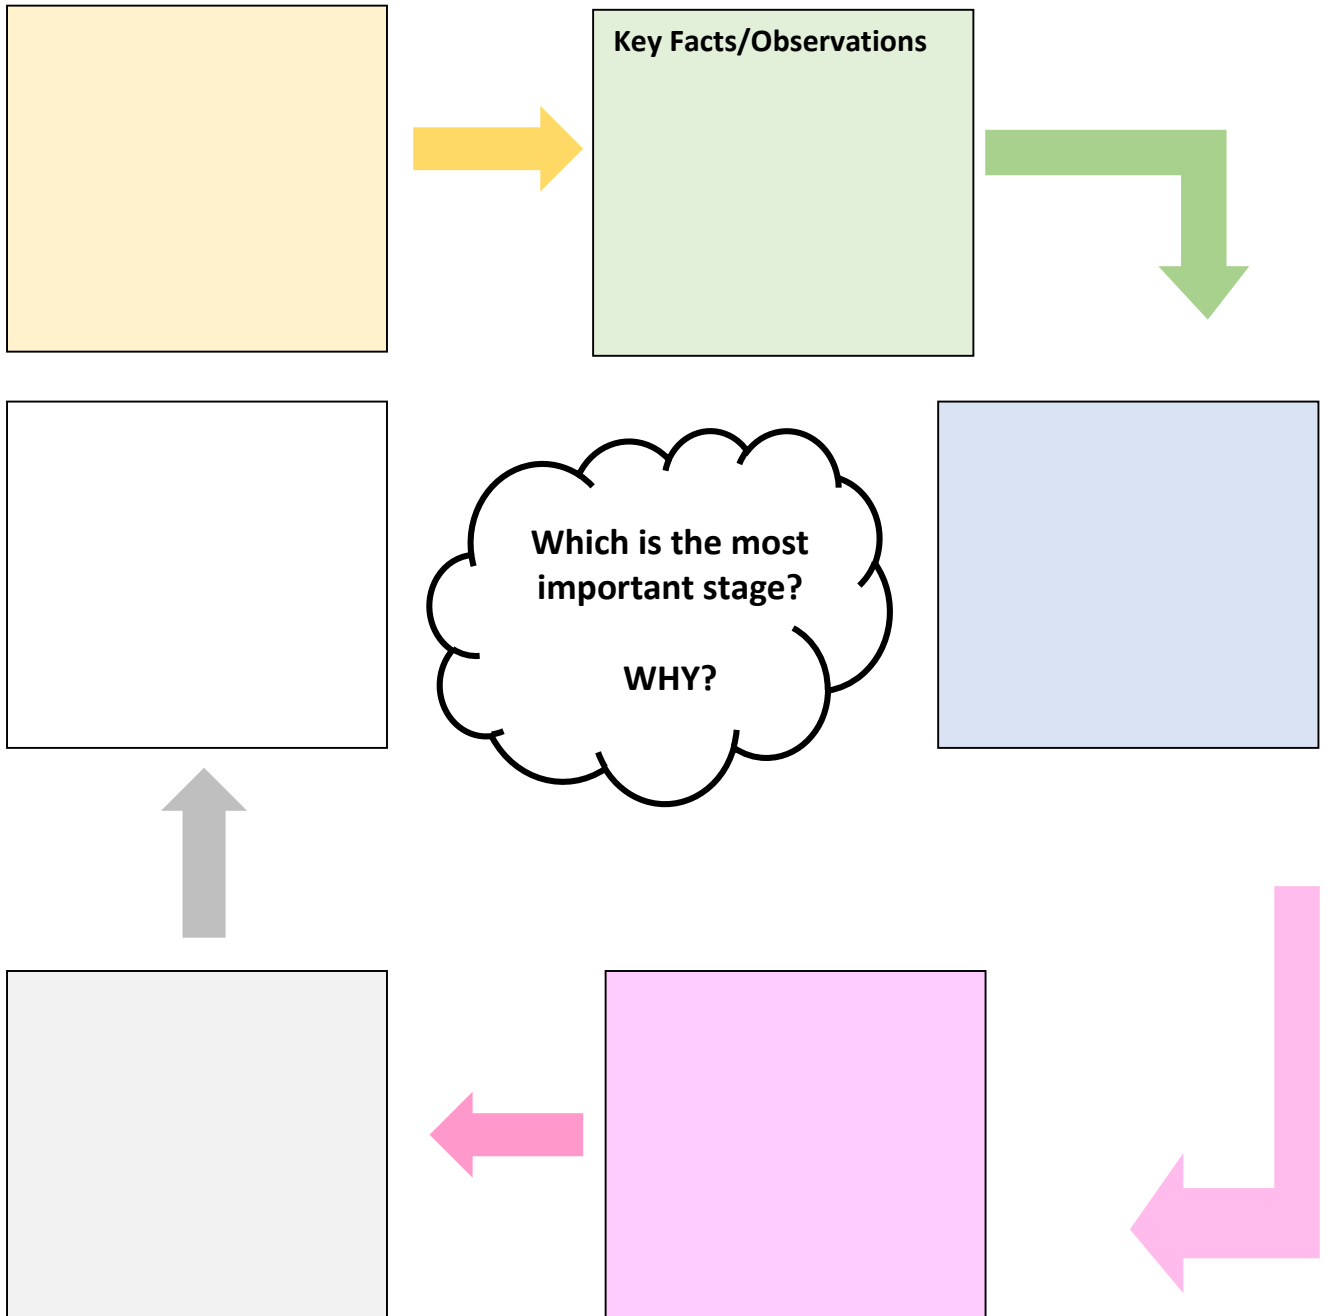 Key Facts/Observations
Which is the most
important stage?
WHY?